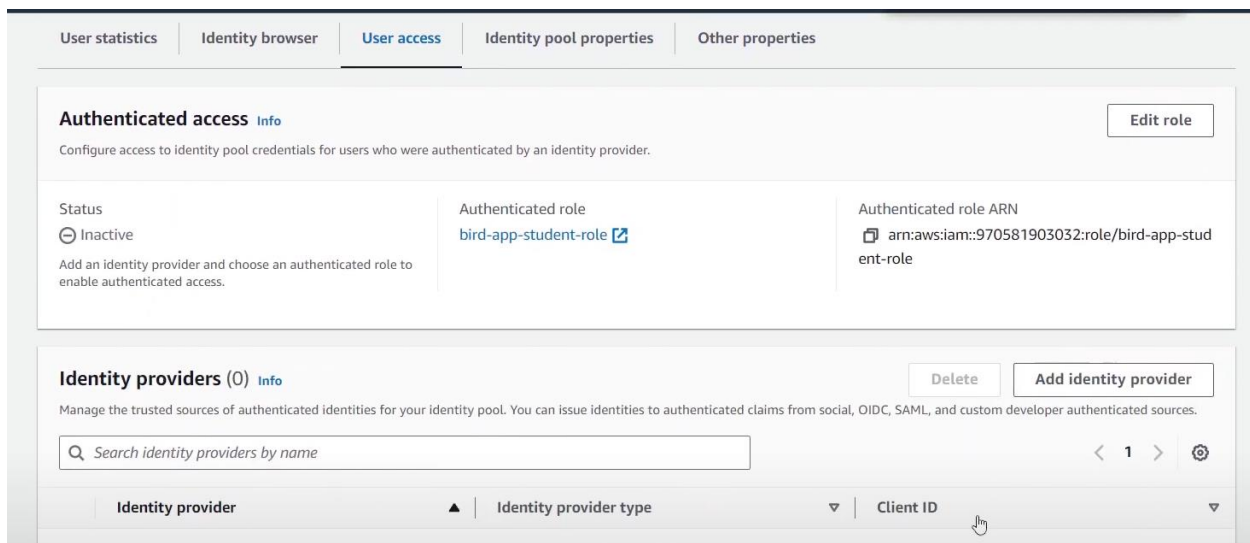 User statistics
Identity browser
User access
Identity pool properties
Other properties
Authenticated access Info
Edit role
Configure access to identity pool credentials for users who were authenticated by an identity provider.
Status
Inactive
Add an identity provider and choose an authenticated role to
enable authenticated access.
Authenticated role
bird-app-student-role
Authenticated role ARN
arn:aws:iam::970581903032:role/bird-app-stud
ent-role
Identity providers (0) Info
Delete
Add identity provider
Manage the trusted sources of authenticated identities for your identity pool. You can issue identities to authenticated claims from social, OIDC, SAML, and custom developer authenticated sources.
Search identity providers by name
1
Identity provider
Identity provider type
Client ID